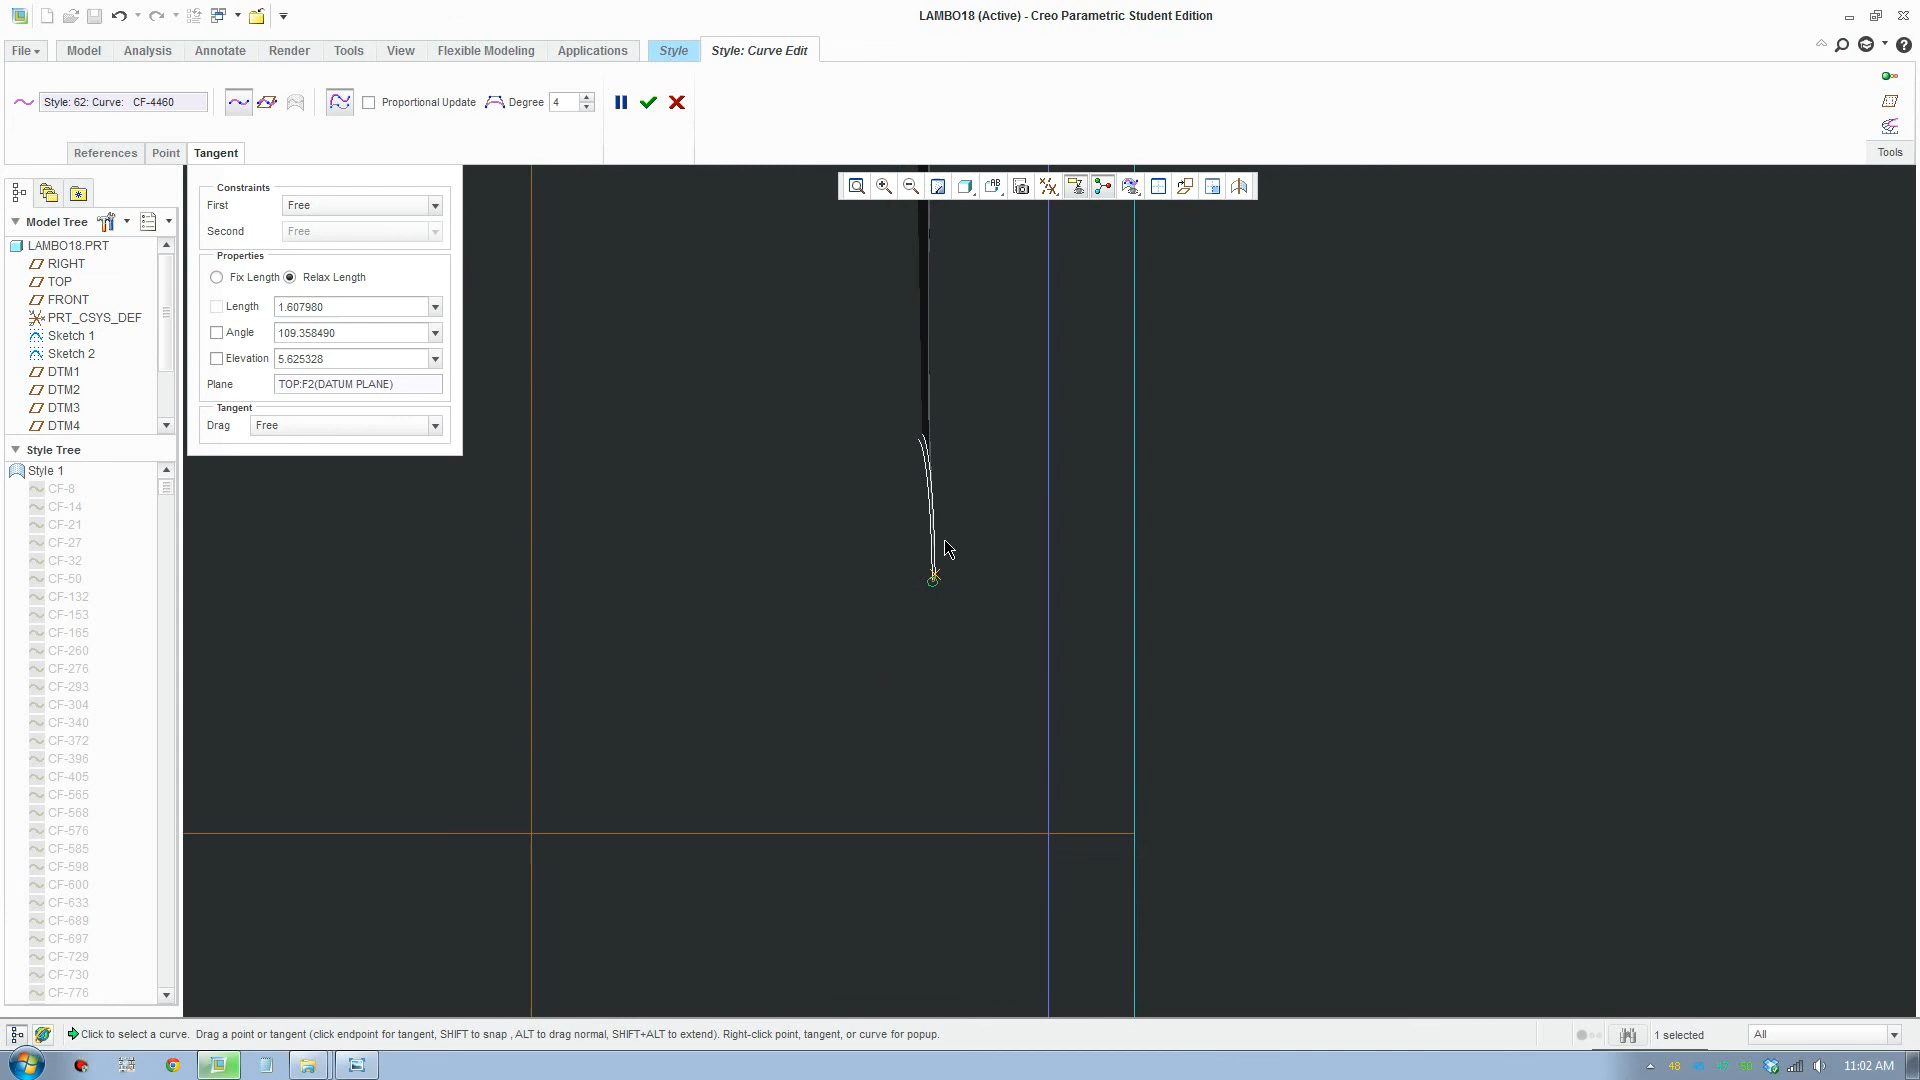 LAMBO18 (Active) - Creo Parametric Student Edition
File Model Analysis Annotate Render Tools View Flexible Modeling Applications Style Style: Curve Edit
Style: 62: Curve: CF-4460
Proportional Update Degree 4
References Point Tangent
Tools
Constraints
First Free
Second Free
Properties
Fix Length Relax Length
Length 1.607980
Angle 109.358490
Elevation 5.625328
Plane TOP:F2(DATUM PLANE)
Tangent
Drag Free
Model Tree
LAMBO18.PRT
RIGHT
TOP
FRONT
PRT_CSYS_DEF
Sketch 1
Sketch 2
DTM1
DTM2
DTM3
DTM4
Style Tree
Style 1
CF-8
CF-14
CF-21
CF-27
CF-32
CF-50
CF-132
CF-153
CF-165
CF-260
CF-276
CF-293
CF-304
CF-340
CF-372
CF-396
CF-405
CF-565
CF-568
CF-576
CF-585
CF-598
CF-600
CF-633
CF-689
CF-697
CF-729
CF-730
CF-776
Click to select a curve. Drag a point or tangent (click endpoint for tangent, SHIFT to snap , ALT to drag normal, SHIFT+ALT to extend). Right-click point, tangent, or curve for popup.
1 selected
All
48
11:02 AM